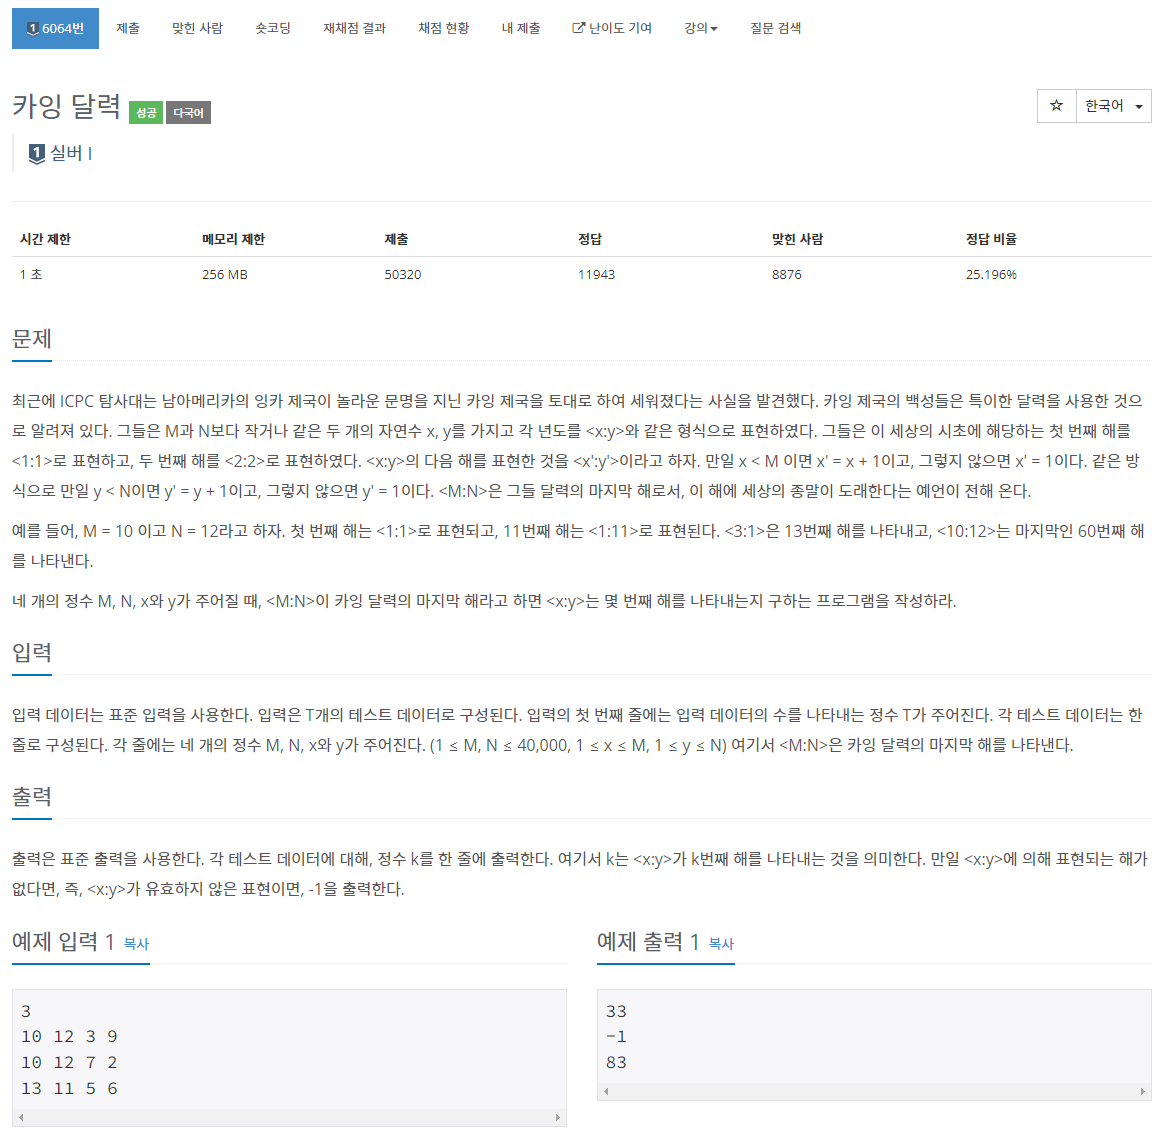 1 6064번 제출 맞힌 사람 숏코딩 재채점 결과 채점 현황 내 제출 난이도 기여 강의 질문 검색
카잉 달력 성공 다국어
☆ 한국어
1 실버 I
시간 제한 메모리 제한 제출 정답 맞힌 사람 정답 비율
1 초 256 MB 50320 11943 8876 25.196%
문제
최근에 ICPC 탐사대는 남아메리카의 잉카 제국이 놀라운 문명을 지닌 카잉 제국을 토대로 하여 세워졌다는 사실을 발견했다. 카잉 제국의 백성들은 특이한 달력을 사용한 것으
로 알려져 있다. 그들은 M과 N보다 작거나 같은 두 개의 자연수 x, y를 가지고 각 년도를 <x:y>와 같은 형식으로 표현하였다. 그들은 이 세상의 시초에 해당하는 첫 번째 해를
<1:1>로 표현하고, 두 번째 해를 <2:2>로 표현하였다. <x:y>의 다음 해를 표현한 것을 <x':y'>이라고 하자. 만일 x < M 이면 x' = x + 1이고, 그렇지 않으면 x' = 1이다. 같은 방
식으로 만일 y < N이면 y' = y + 1이고, 그렇지 않으면 y' = 1이다. <M:N>은 그들 달력의 마지막 해로서, 이 해에 세상의 종말이 도래한다는 예언이 전해 온다.
예를 들어, M = 10 이고 N = 12라고 하자. 첫 번째 해는 <1:1>로 표현되고, 11번째 해는 <1:11>로 표현된다. <3:1>은 13번째 해를 나타내고, <10:12>는 마지막인 60번째 해
를 나타낸다.
네 개의 정수 M, N, x와 y가 주어질 때, <M:N>이 카잉 달력의 마지막 해라고 하면 <x:y>는 몇 번째 해를 나타내는지 구하는 프로그램을 작성하라.
입력
입력 데이터는 표준 입력을 사용한다. 입력은 T개의 테스트 데이터로 구성된다. 입력의 첫 번째 줄에는 입력 데이터의 수를 나타내는 정수 T가 주어진다. 각 테스트 데이터는 한
줄로 구성된다. 각 줄에는 네 개의 정수 M, N, x와 y가 주어진다. (1 ≤ M, N ≤ 40,000, 1 ≤ x ≤ M, 1 ≤ y ≤ N) 여기서 <M:N>은 카잉 달력의 마지막 해를 나타낸다.
출력
출력은 표준 출력을 사용한다. 각 테스트 데이터에 대해, 정수 k를 한 줄에 출력한다. 여기서 k는 <x:y>가 k번째 해를 나타내는 것을 의미한다. 만일 <x:y>에 의해 표현되는 해가
없다면, 즉, <x:y>가 유효하지 않은 표현이면, -1을 출력한다.
예제 입력 1 복사
3
10 12 3 9
10 12 7 2
13 11 5 6
예제 출력 1 복사
33
-1
83